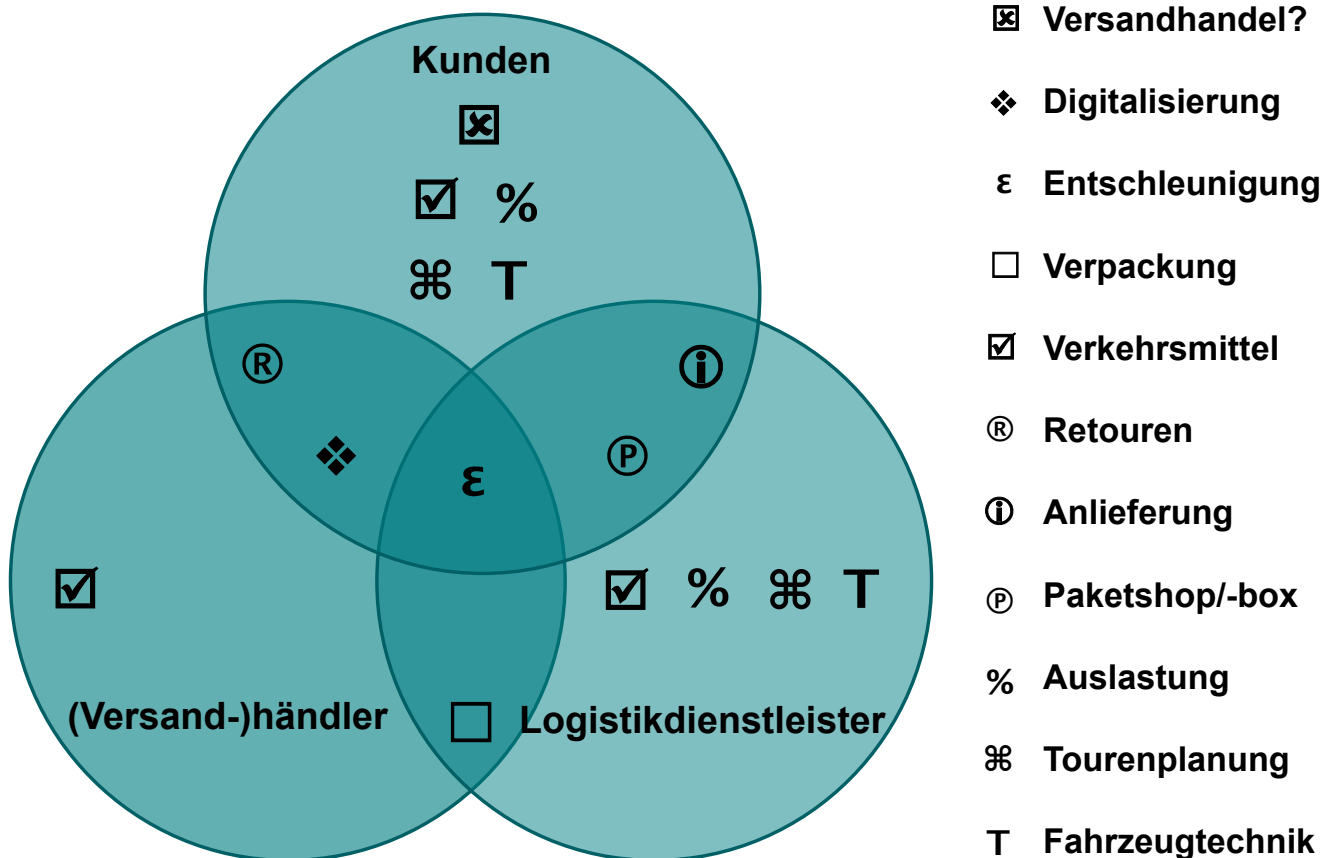 Kunden
🗷
☑ %
⌘ T
® 🛈
❖ ε ℗
☑ ☑ % ⌘ T
(Versand-)händler □ Logistikdienstleister
🗷 Versandhandel?
❖ Digitalisierung
ε Entschleunigung
□ Verpackung
☑ Verkehrsmittel
® Retouren
🛈 Anlieferung
℗ Paketshop/-box
% Auslastung
⌘ Tourenplanung
T Fahrzeugtechnik